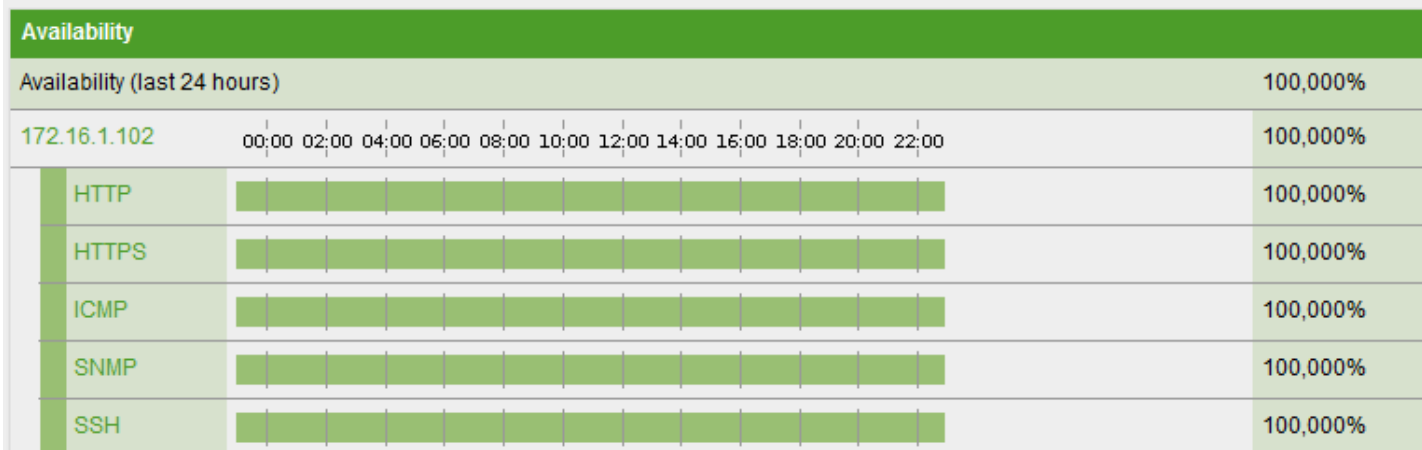 Availability
Availability (last 24 hours) 100,000%
172.16.1.102 00:00 02:00 04:00 06:00 08:00 10:00 12:00 14:00 16:00 18:00 20:00 22:00 100,000%
HTTP 100,000%
HTTPS 100,000%
ICMP 100,000%
SNMP 100,000%
SSH 100,000%